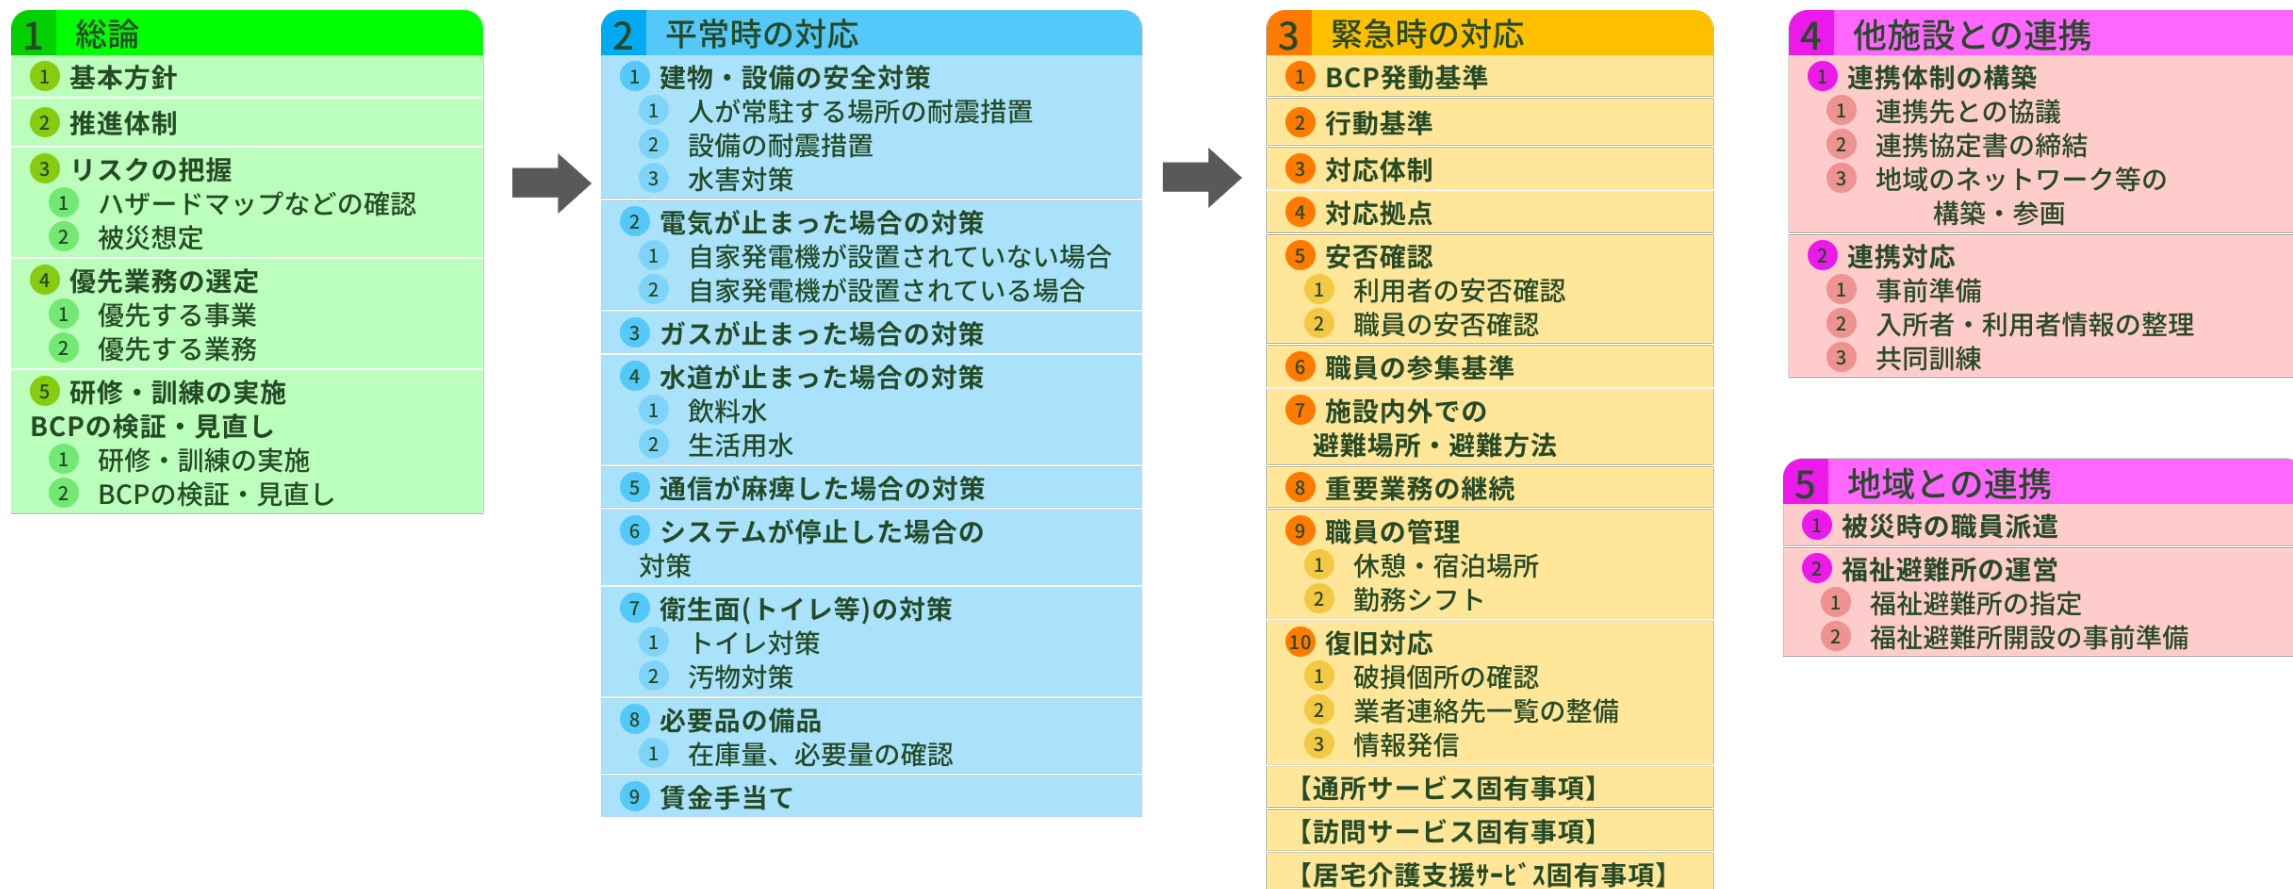 1 総論
1 基本方針
2 推進体制
3 リスクの把握
1 ハザードマップなどの確認
2 被災想定
4 優先業務の選定
1 優先する事業
2 優先する業務
5 研修・訓練の実施
BCPの検証・見直し
1 研修・訓練の実施
2 BCPの検証・見直し
2 平常時の対応
1 建物・設備の安全対策
1 人が常駐する場所の耐震措置
2 設備の耐震措置
3 水害対策
2 電気が止まった場合の対策
1 自家発電機が設置されていない場合
2 自家発電機が設置されている場合
3 ガスが止まった場合の対策
4 水道が止まった場合の対策
1 飲料水
2 生活用水
5 通信が麻痺した場合の対策
6 システムが停止した場合の
対策
7 衛生面(トイレ等)の対策
1 トイレ対策
2 汚物対策
8 必要品の備品
1 在庫量、必要量の確認
9 賃金手当て
3 緊急時の対応
1 BCP発動基準
2 行動基準
3 対応体制
4 対応拠点
5 安否確認
1 利用者の安否確認
2 職員の安否確認
6 職員の参集基準
7 施設内外での
避難場所・避難方法
8 重要業務の継続
9 職員の管理
1 休憩・宿泊場所
2 勤務シフト
10 復旧対応
1 破損個所の確認
2 業者連絡先一覧の整備
3 情報発信
【通所サービス固有事項】
【訪問サービス固有事項】
【居宅介護支援ｻｰﾋﾞｽ固有事項】
4 他施設との連携
1 連携体制の構築
1 連携先との協議
2 連携協定書の締結
3 地域のネットワーク等の
構築・参画
2 連携対応
1 事前準備
2 入所者・利用者情報の整理
3 共同訓練
5 地域との連携
1 被災時の職員派遣
2 福祉避難所の運営
1 福祉避難所の指定
2 福祉避難所開設の事前準備